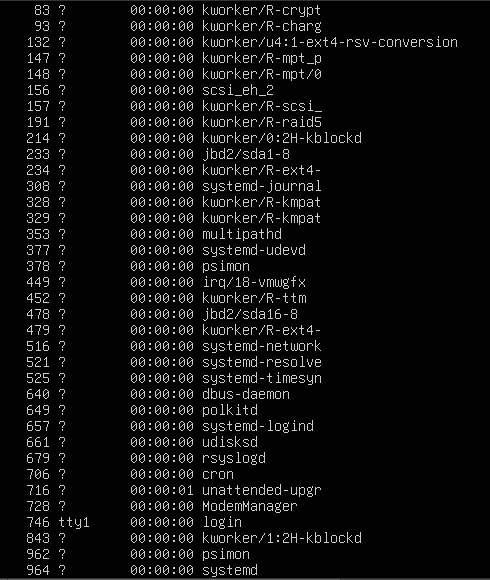 83 ? 00:00:00 kworker/R-crypt
93 ? 00:00:00 kworker/R-charg
132 ? 00:00:00 kworker/u4:1-ext4-rsv-conversion
147 ? 00:00:00 kworker/R-mpt_p
148 ? 00:00:00 kworker/R-mpt/0
156 ? 00:00:00 scsi_eh_2
157 ? 00:00:00 kworker/R-scsi_
191 ? 00:00:00 kworker/R-raid5
214 ? 00:00:00 kworker/0:2H-kblockd
233 ? 00:00:00 jbd2/sda1-8
234 ? 00:00:00 kworker/R-ext4-
308 ? 00:00:00 systemd-journal
328 ? 00:00:00 kworker/R-kmpat
329 ? 00:00:00 kworker/R-kmpat
353 ? 00:00:00 multipathd
377 ? 00:00:00 systemd-udevd
378 ? 00:00:00 psimon
449 ? 00:00:00 irq/18-vmwgfx
452 ? 00:00:00 kworker/R-ttm
478 ? 00:00:00 jbd2/sda16-8
479 ? 00:00:00 kworker/R-ext4-
516 ? 00:00:00 systemd-network
521 ? 00:00:00 systemd-resolve
525 ? 00:00:00 systemd-timesyn
640 ? 00:00:00 dbus-daemon
649 ? 00:00:00 polkitd
657 ? 00:00:00 systemd-logind
661 ? 00:00:00 udisksd
679 ? 00:00:00 rsyslogd
706 ? 00:00:00 cron
716 ? 00:00:01 unattended-upgr
728 ? 00:00:00 ModemManager
746 tty1 00:00:00 login
843 ? 00:00:00 kworker/1:2H-kblockd
962 ? 00:00:00 psimon
964 ? 00:00:00 systemd